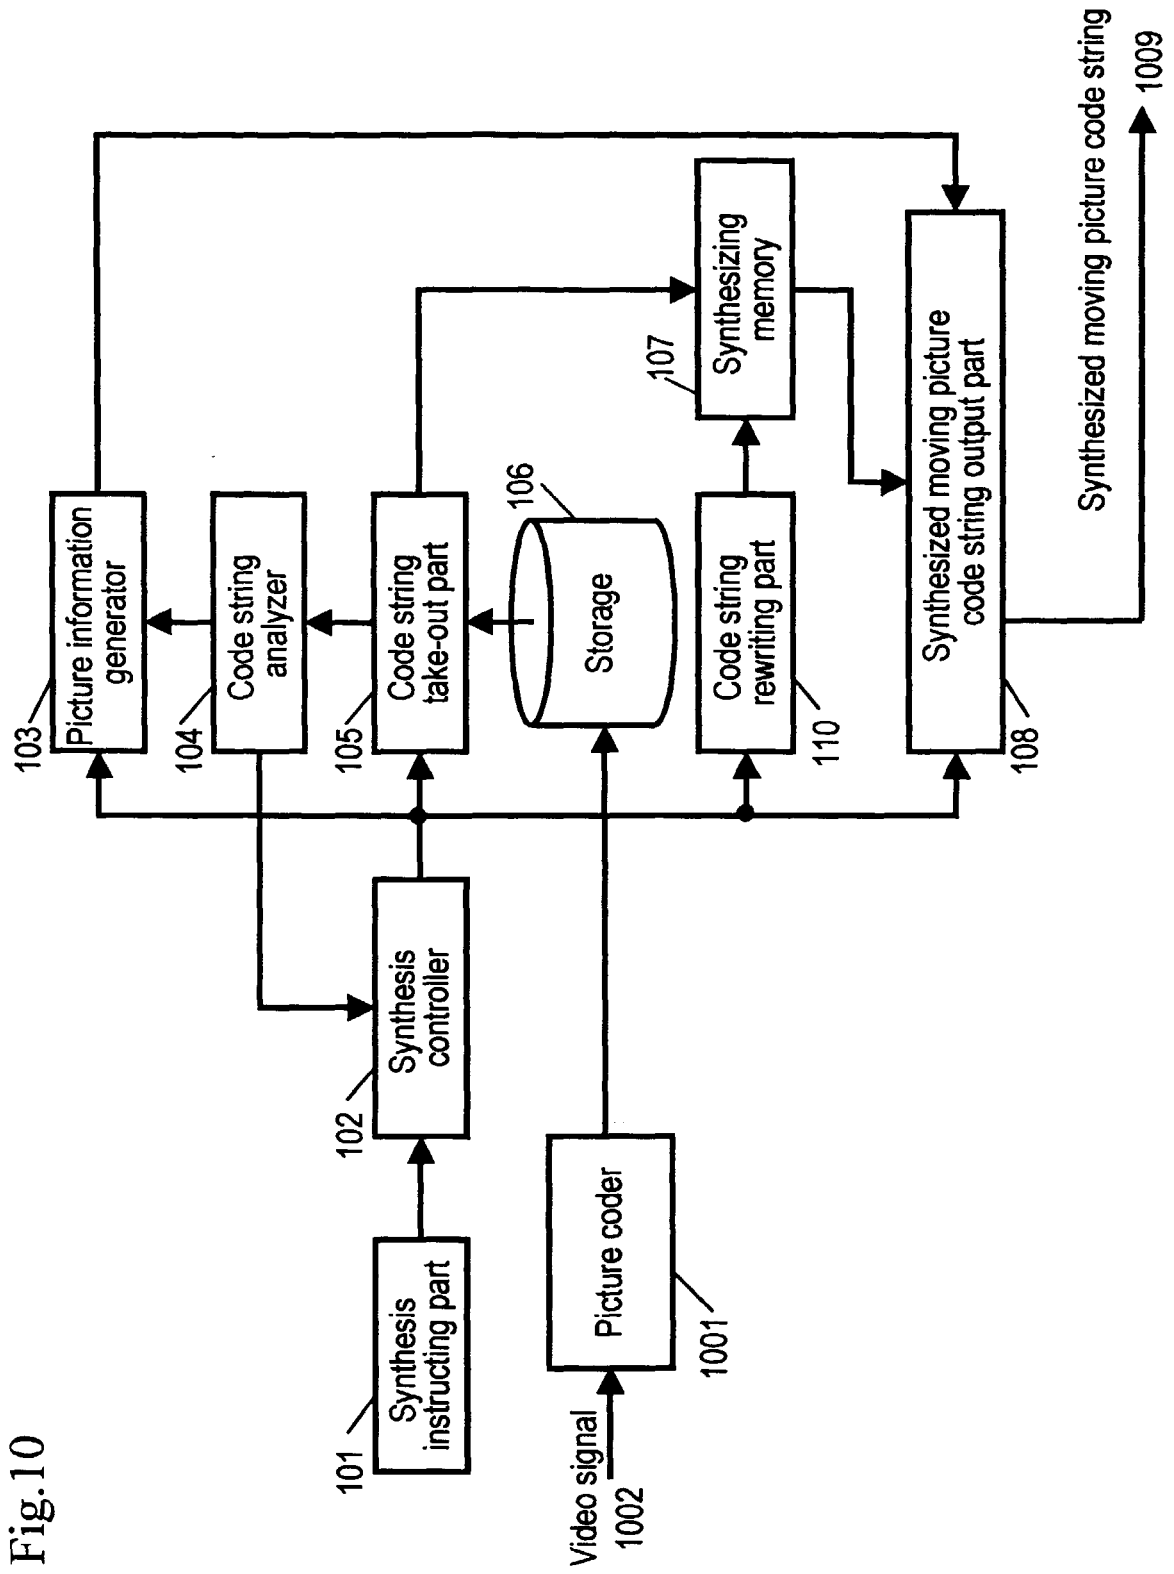 Fig.10
101
Synthesis
instructing part
102
Synthesis
controller
103
Picture information
generator
104
Code string
analyzer
105
Code string
take-out part
106
Storage
107
Synthesizing
memory
Code string
rewriting part
110
Synthesized moving picture
code string output part
108
Video signal
1002
Picture coder
1001
Synthesized moving picture code string
1009